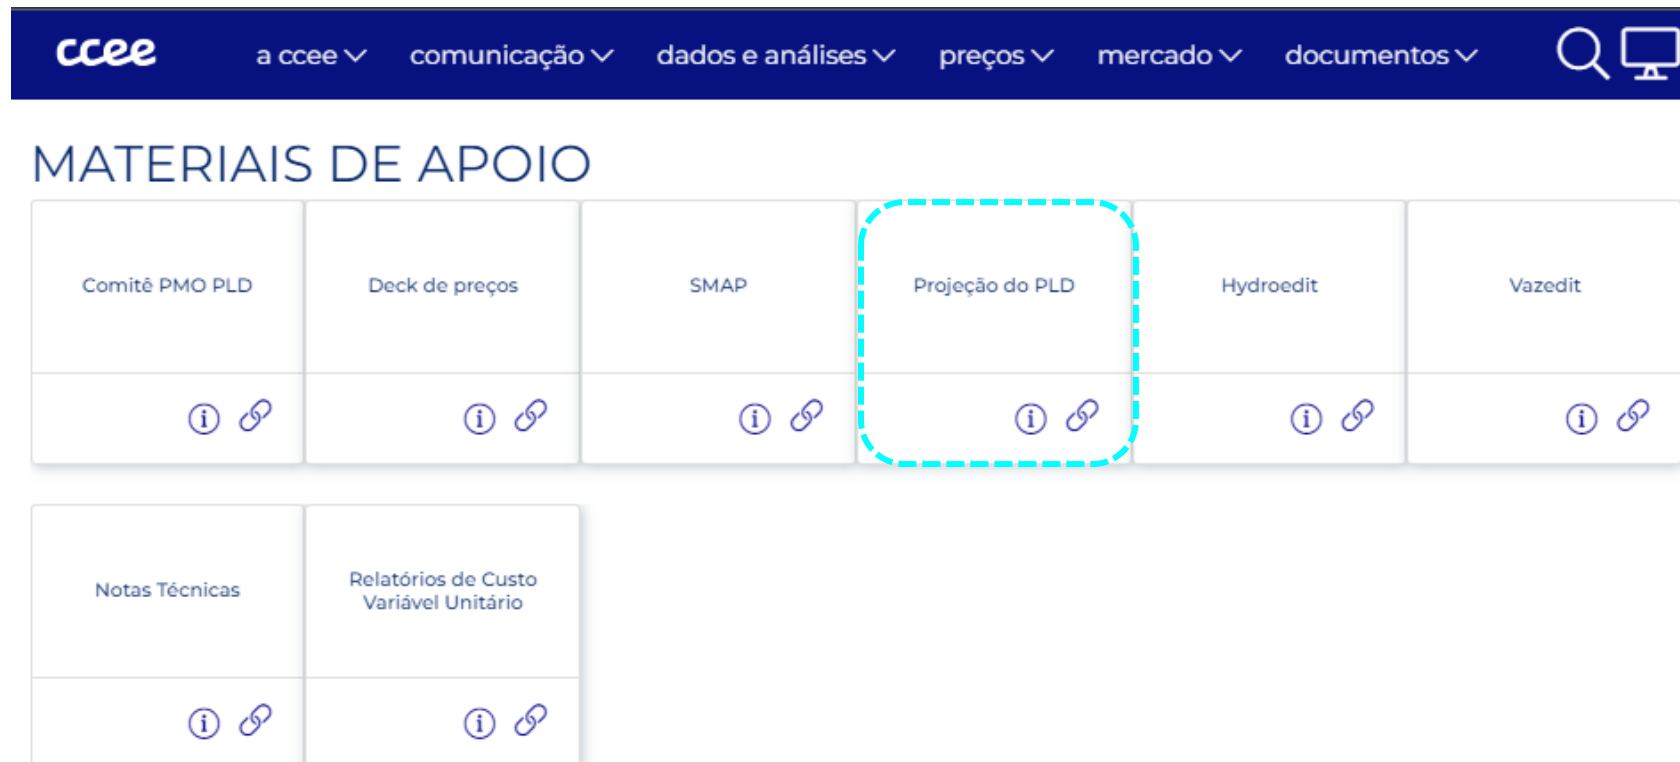 ccee a ccee comunicação dados e análises preços mercado documentos
MATERIAIS DE APOIO
Comitê PMO PLD
Deck de preços
SMAP
Projeção do PLD
Hydroedit
Vazedit
Notas Técnicas
Relatórios de Custo
Variável Unitário